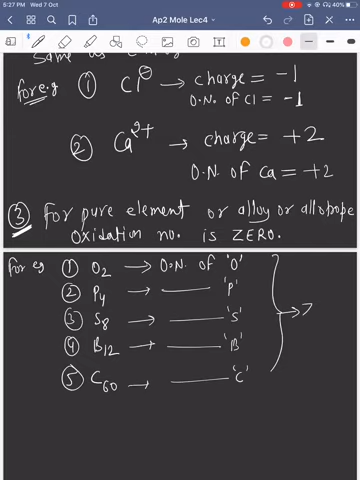 5:27 PM Wed 7 Oct 40%
Ap2 Mole Lec4
Same as
for e.g ① Cl⊖ → charge = -1
O.N. of Cl = -1
② Ca2+ → charge = +2
O.N. of Ca = +2
③ for pure element or alloy or allotrope
Oxidation no. is ZERO.
for eg ① O2 → O.N. of 'O'
② P4 → —— 'P'
③ S8 → —— 'S'
④ B12 → —— 'B'
⑤ C60 → —— 'C'